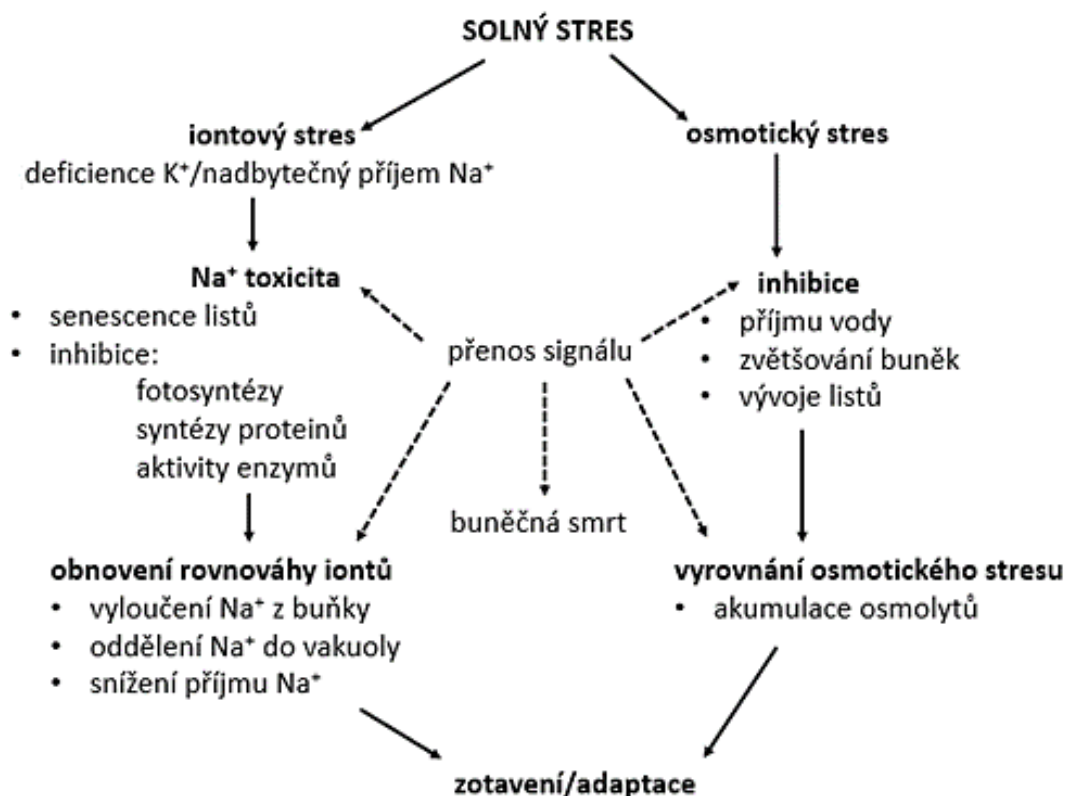 SOLNÝ STRES
iontový stres
deficience K⁺/nadbytečný příjem Na⁺
osmotický stres
Na⁺ toxicita
• senescence listů
• inhibice:
fotosyntézy
syntézy proteinů
aktivity enzymů
přenos signálu
inhibice
• příjmu vody
• zvětšování buněk
• vývoje listů
buněčná smrt
obnovení rovnováhy iontů
• vyloučení Na⁺ z buňky
• oddělení Na⁺ do vakuoly
• snížení příjmu Na⁺
vyrovnání osmotického stresu
• akumulace osmolytů
zotavení/adaptace